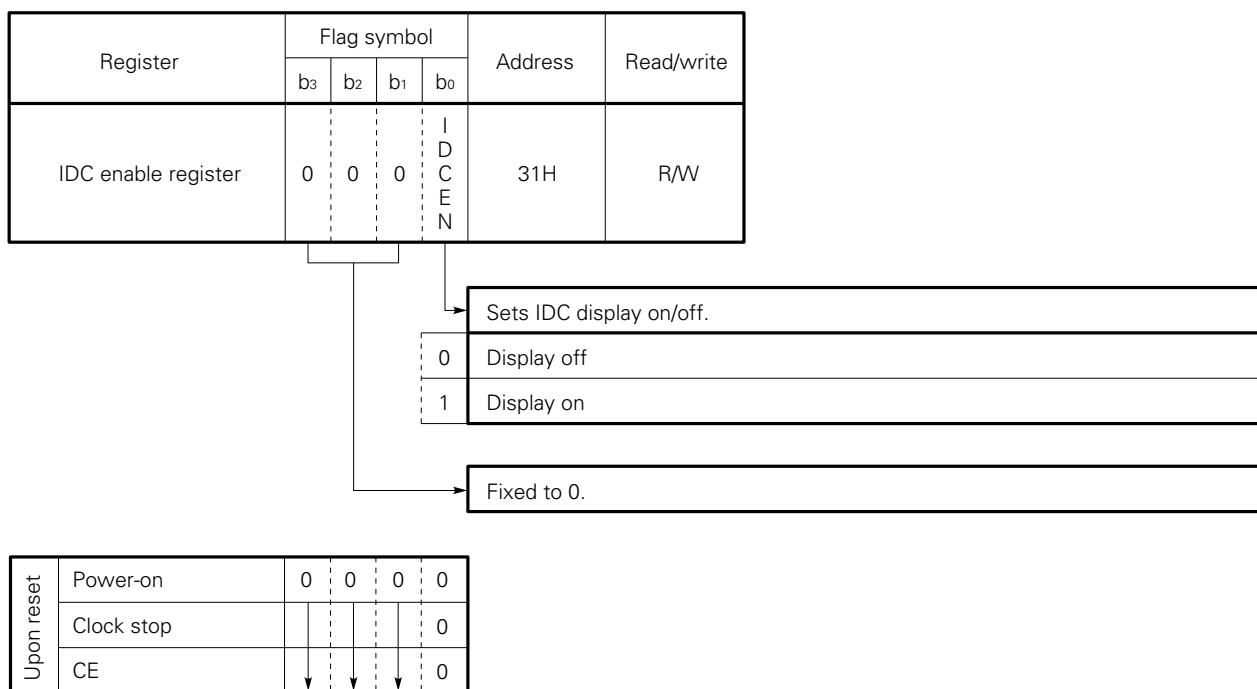 Register
Flag symbol
Address
Read/write
b3 b2 b1 b0
IDC enable register
0 0 0
I
D
C
E
N
31H
R/W
Sets IDC display on/off.
0 Display off
1 Display on
Fixed to 0.
Upon reset
Power-on 0 0 0 0
Clock stop 0
CE 0